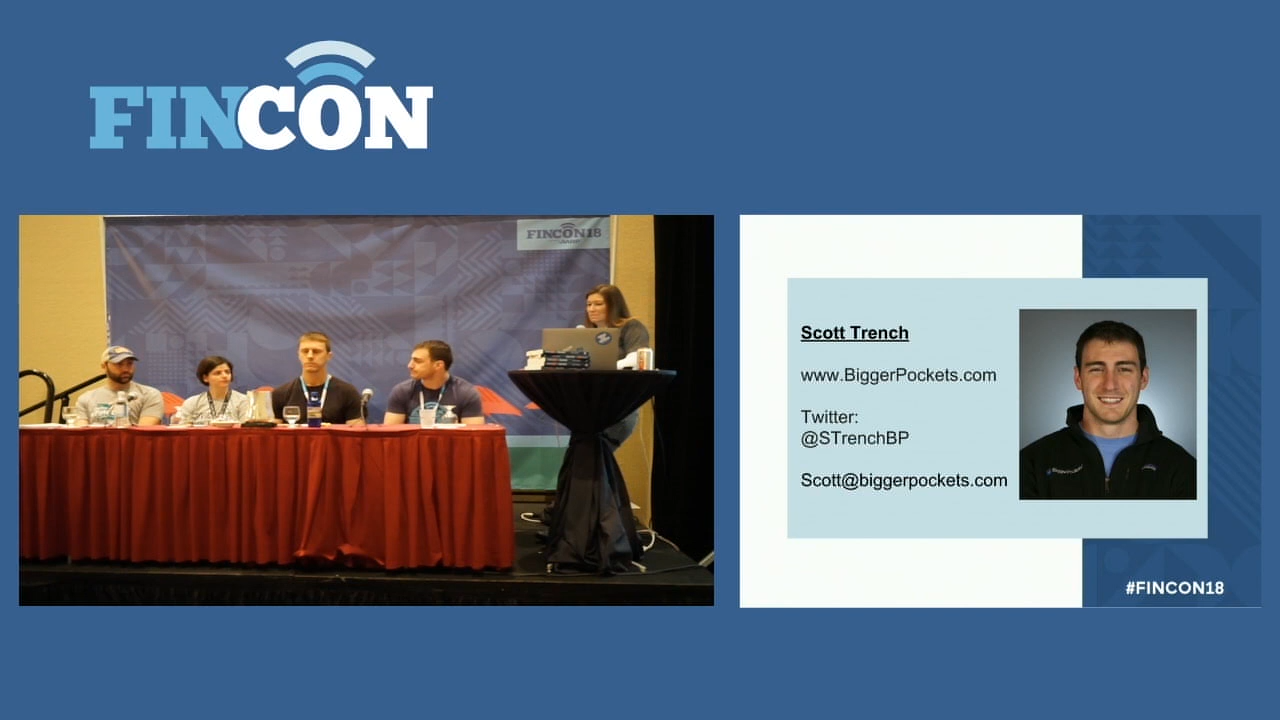 FINCON
FINCON18
Scott Trench
www.BiggerPockets.com
Twitter:
@STrenchBP
Scott@biggerpockets.com
#FINCON18